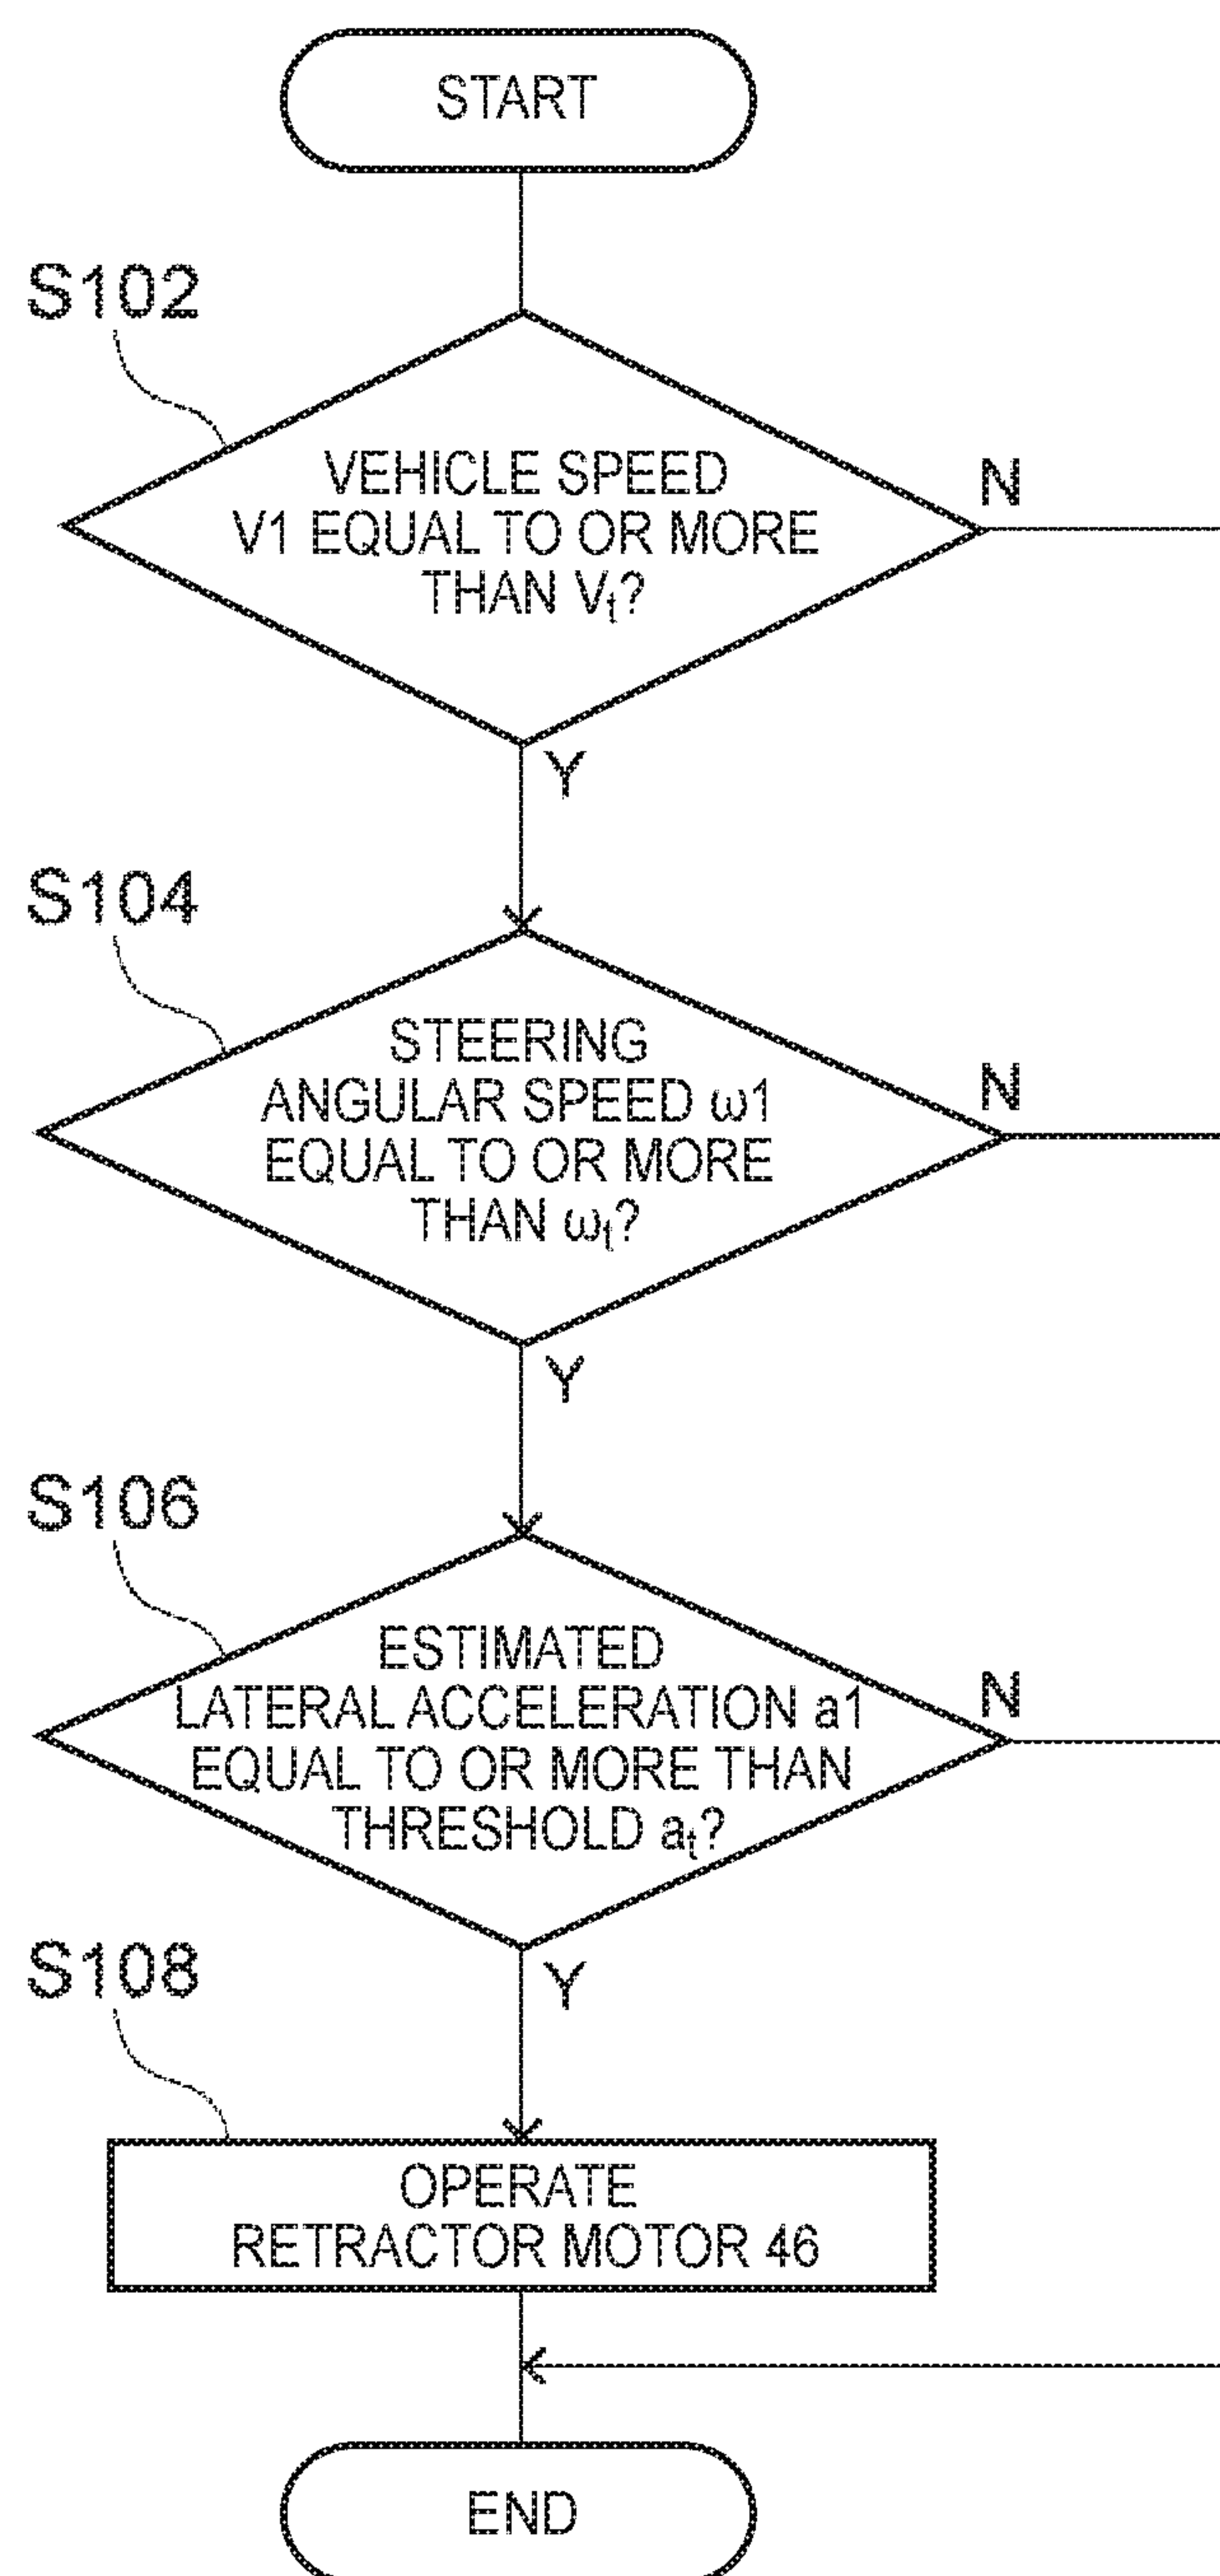 START
S102
VEHICLE SPEED
V1 EQUAL TO OR MORE
THAN Vt?
N
Y
S104
STEERING
ANGULAR SPEED ω1
EQUAL TO OR MORE
THAN ωt?
N
Y
S106
ESTIMATED
LATERAL ACCELERATION a1
EQUAL TO OR MORE THAN
THRESHOLD at?
N
Y
S108
OPERATE
RETRACTOR MOTOR 46
END